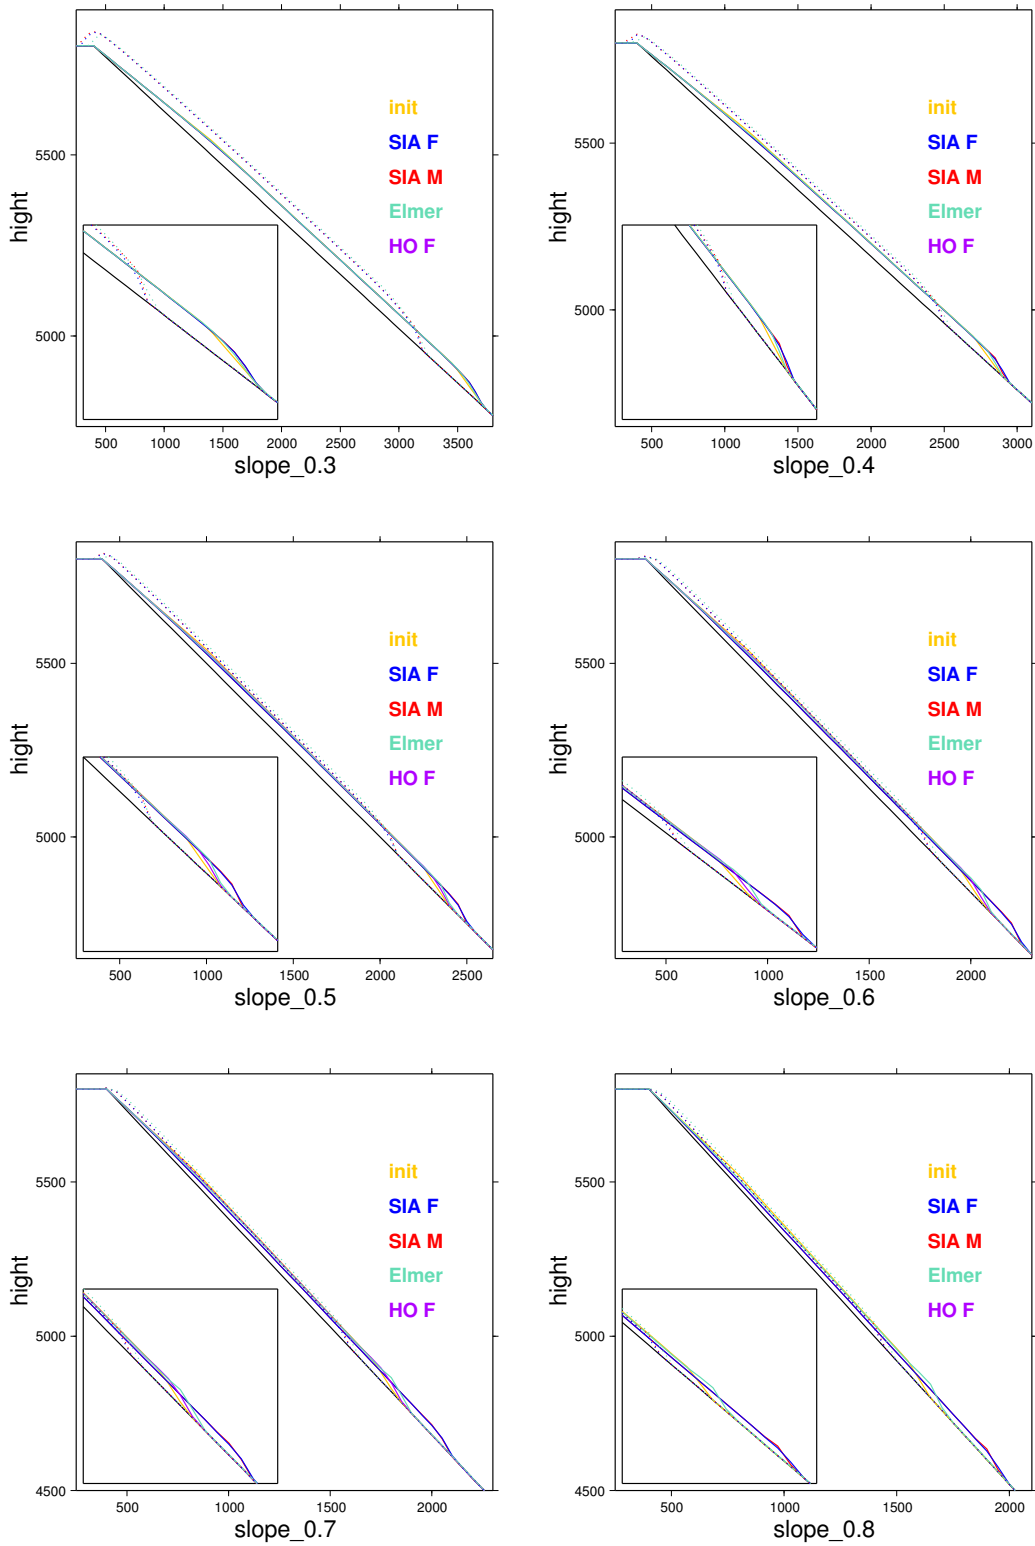 5500
5000
hight
init
SIA F
SIA M
Elmer
HO F
500 1000 1500 2000 2500 3000 3500
slope_0.3
5500
5000
hight
init
SIA F
SIA M
Elmer
HO F
500 1000 1500 2000 2500 3000
slope_0.4
5500
5000
hight
init
SIA F
SIA M
Elmer
HO F
500 1000 1500 2000 2500
slope_0.5
5500
5000
hight
init
SIA F
SIA M
Elmer
HO F
500 1000 1500 2000
slope_0.6
5500
5000
4500
hight
init
SIA F
SIA M
Elmer
HO F
500 1000 1500 2000
slope_0.7
5500
5000
4500
hight
init
SIA F
SIA M
Elmer
HO F
500 1000 1500 2000
slope_0.8